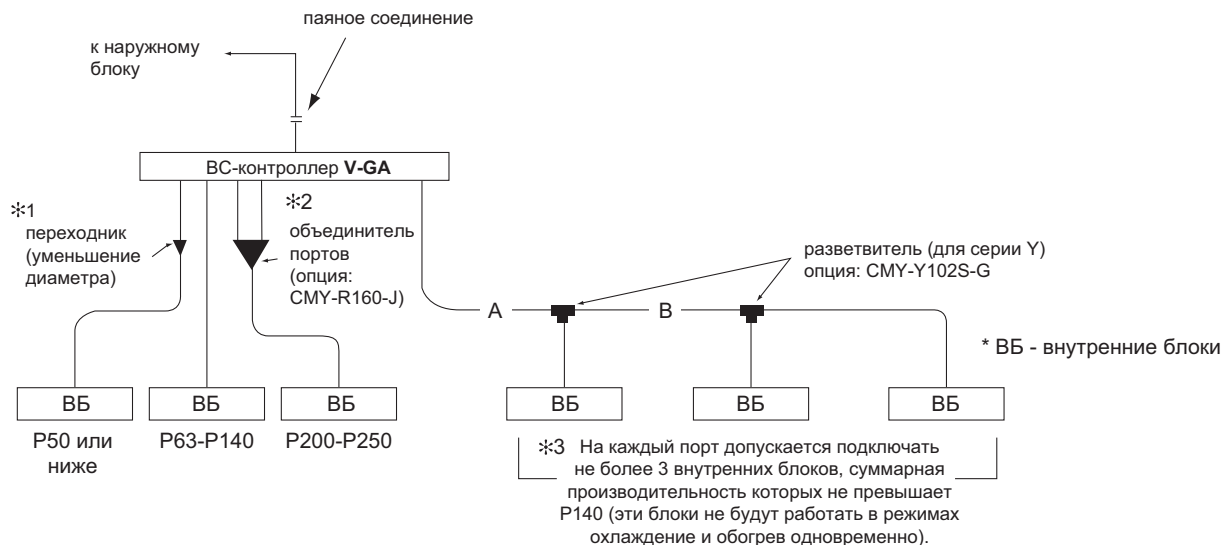 паяное соединение
к наружному
блоку
ВС-контроллер V-GA
✻1
переходник
(уменьшение
диаметра)
✻2
объединитель
портов
(опция:
CMY-R160-J)
разветвитель (для серии Y)
опция: CMY-Y102S-G
A
B
* ВБ - внутренние блоки
ВБ
ВБ
ВБ
ВБ
ВБ
ВБ
P50 или
ниже
P63-P140
P200-P250
✻3 На каждый порт допускается подключать
не более 3 внутренних блоков, суммарная
производительность которых не превышает
P140 (эти блоки не будут работать в режимах
охлаждение и обогрев одновременно).